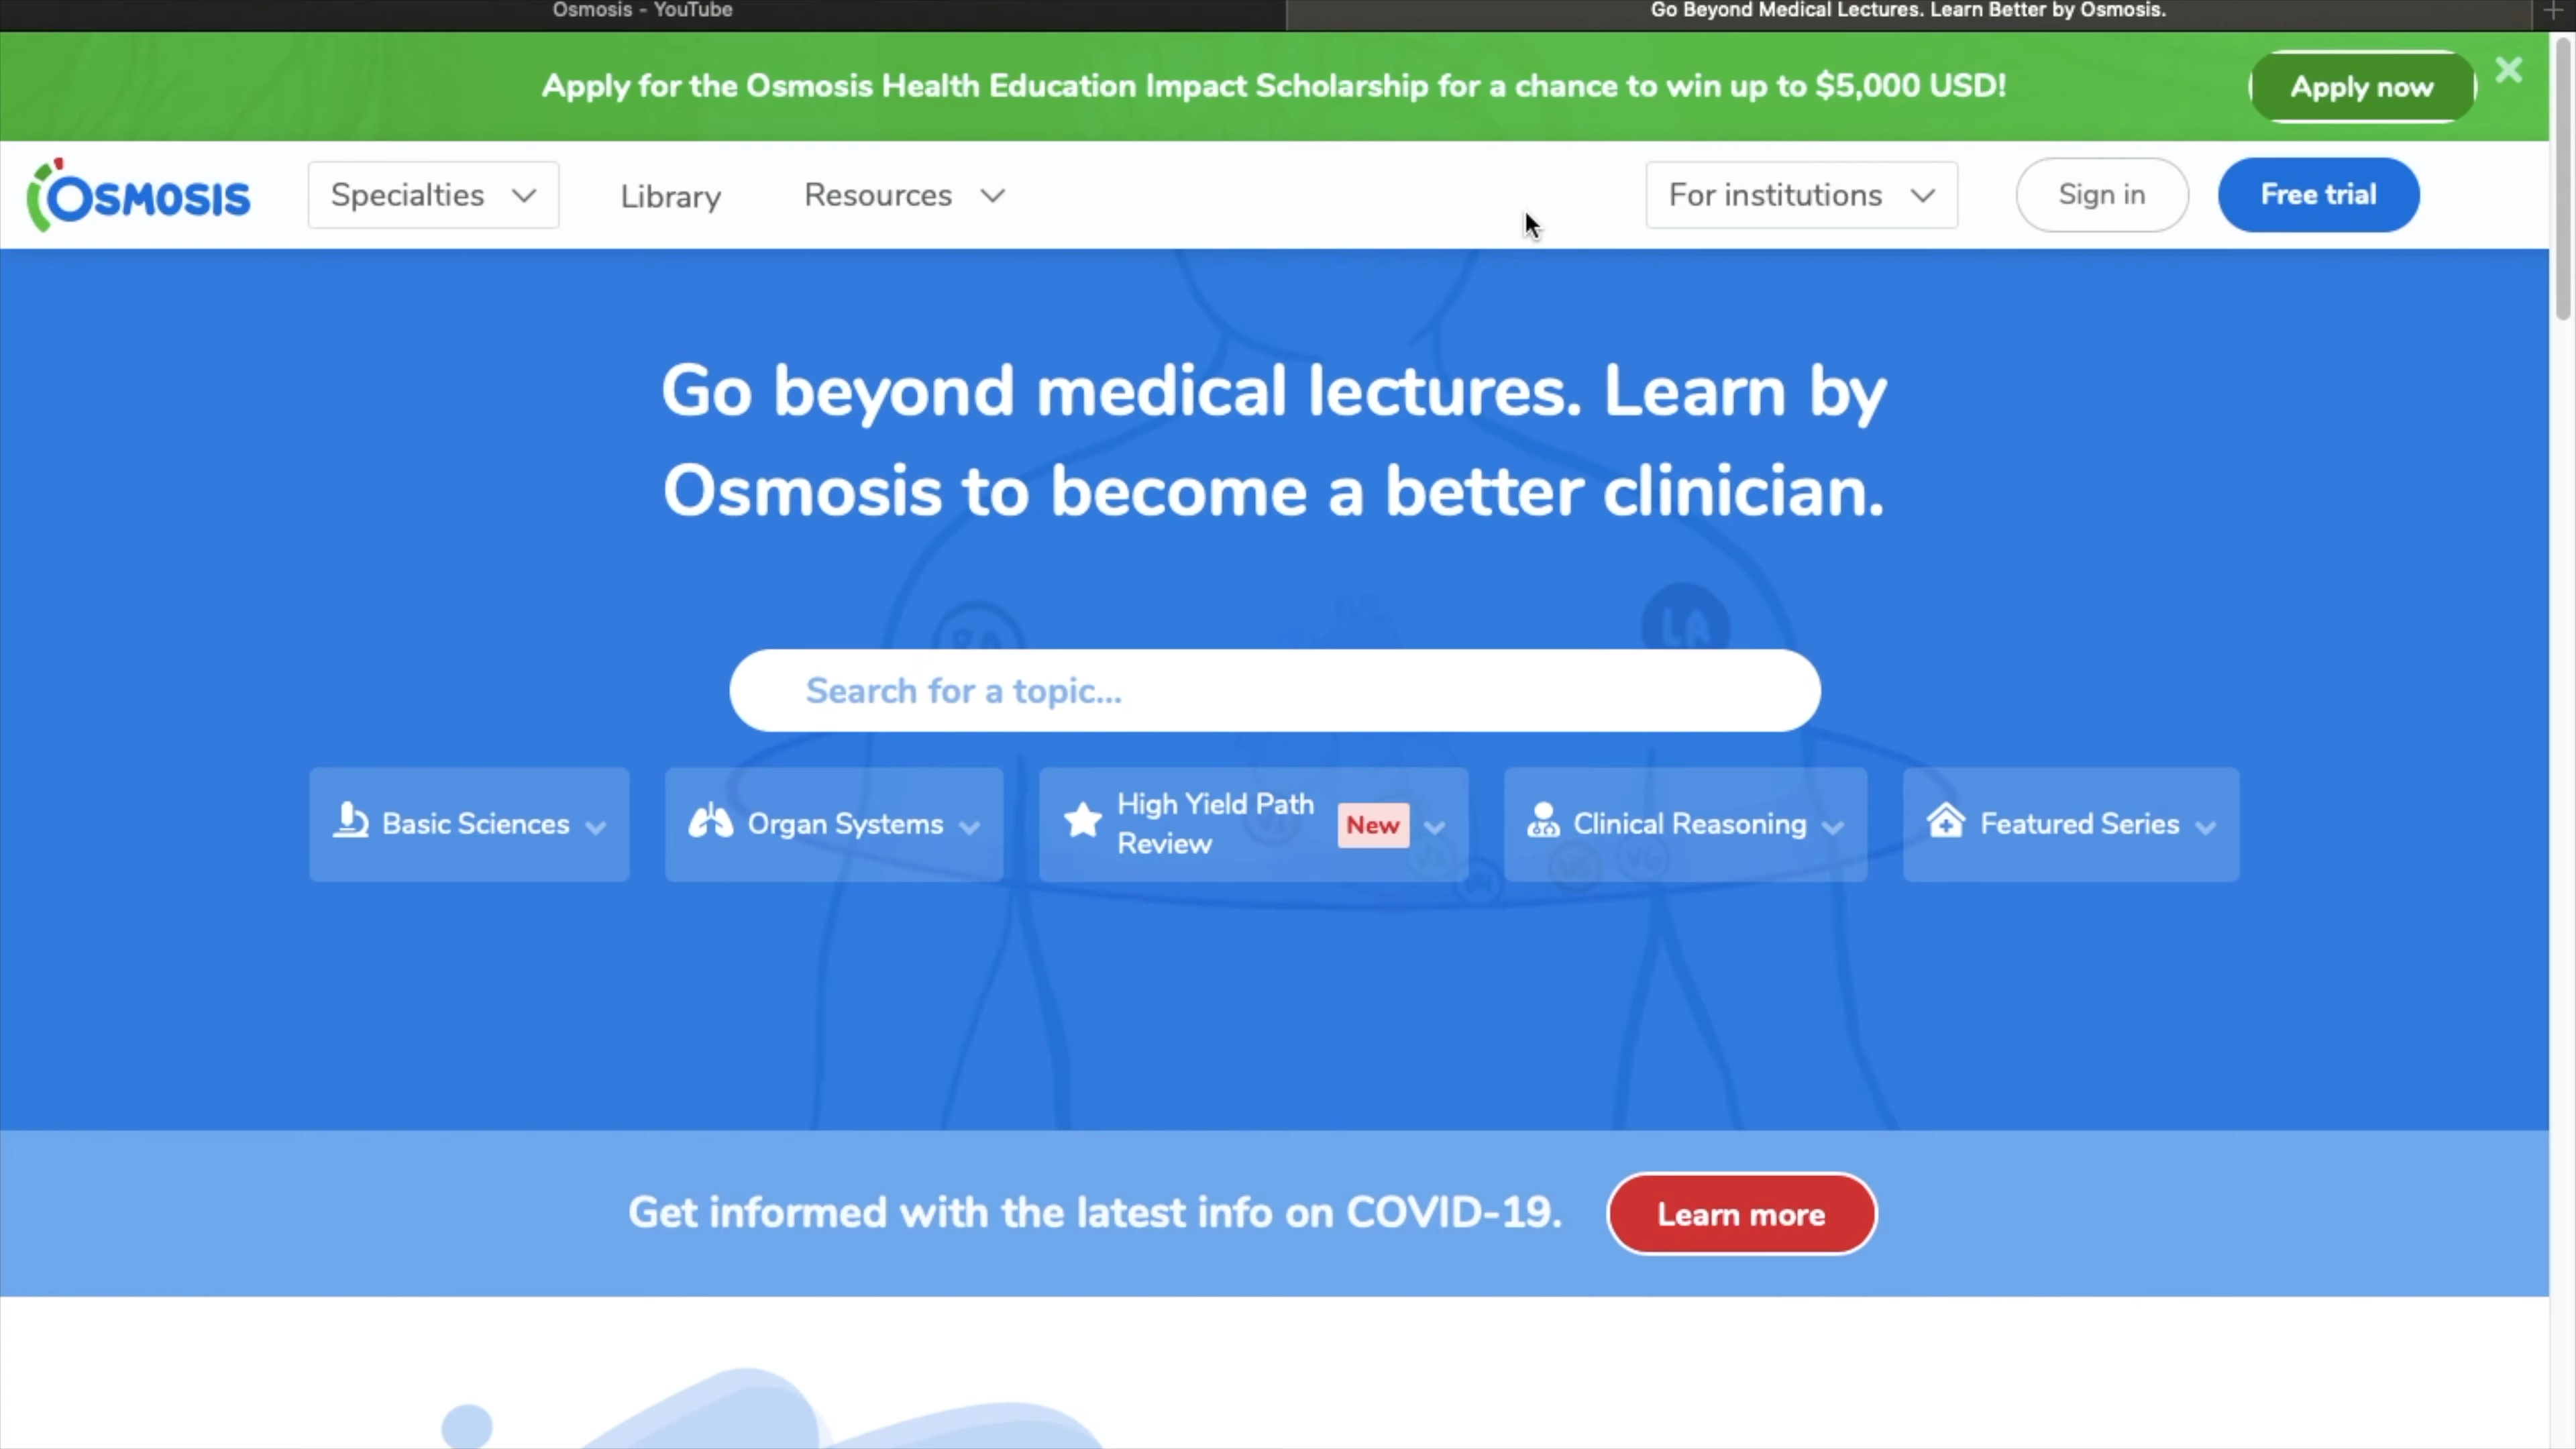 Osmosis - YouTube
Go Beyond Medical Lectures. Learn Better by Osmosis.
Apply for the Osmosis Health Education Impact Scholarship for a chance to win up to $5,000 USD!
Apply now
OSMOSIS
Specialties
Library
Resources
For institutions
Sign in
Free trial
Go beyond medical lectures. Learn by
Osmosis to become a better clinician.
LA
Search for a topic...
Basic Sciences
Organ Systems
High Yield Path
Review
New
Clinical Reasoning
Featured Series
V5
V6
Get informed with the latest info on COVID-19.
Learn more